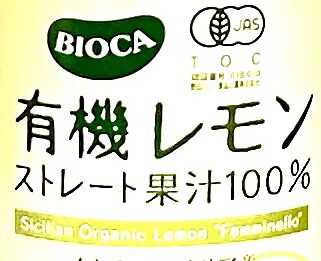 BIOCA
JAS
T O C
有機レモン
ストレート果汁100%
Sicilian Organic Lemon "Femminello"